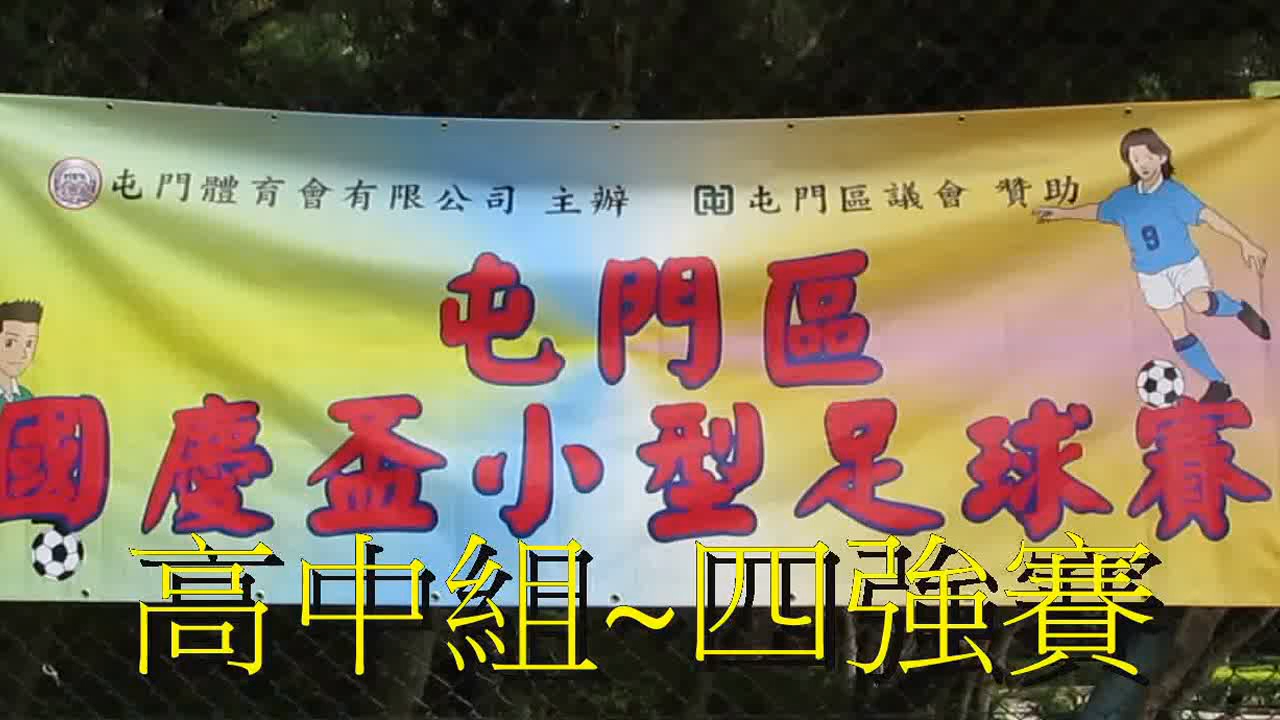 屯門體育會有限公司 主辦 屯門區議會 贊助
9
屯門區
國慶盃小型足球賽
高中組~四強賽